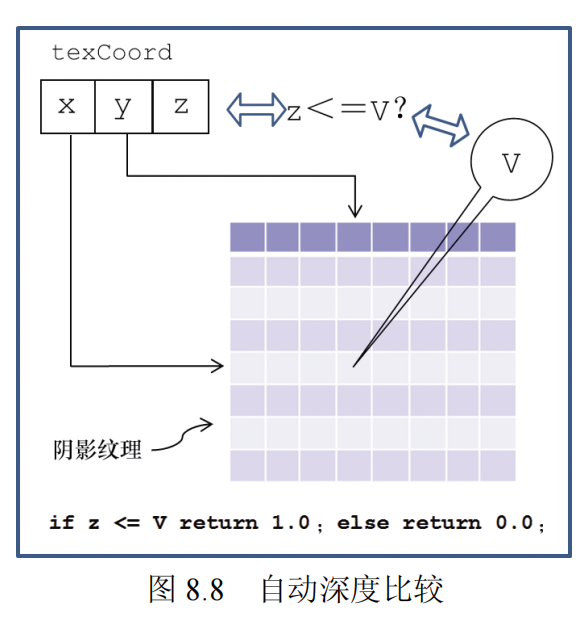 texCoord
x y z z<=V?
V
阴影纹理
if z <= V return 1.0; else return 0.0;
图 8.8 自动深度比较